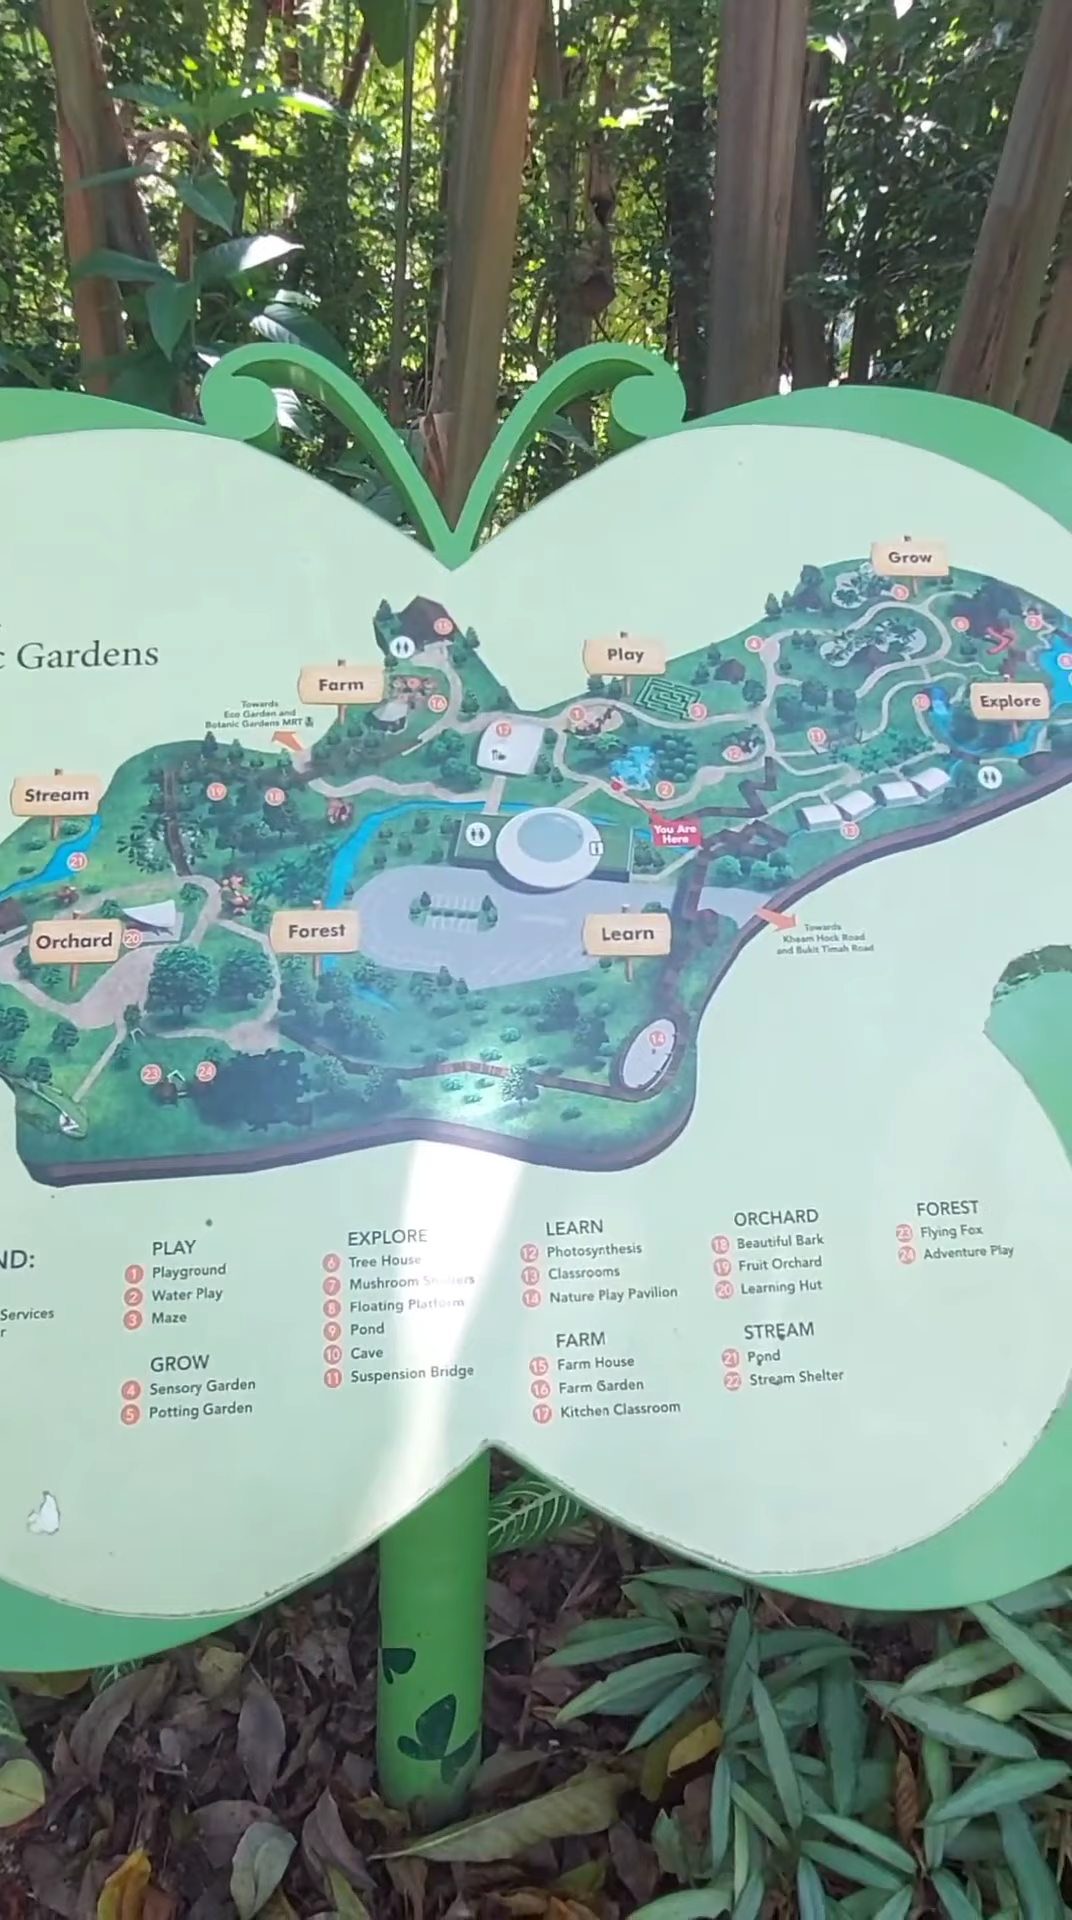 Gardens
Grow
Play
Farm
Towards
Eco Garden and
Botanic Gardens MRT
Explore
Stream
You Are
Here
Orchard
Forest
Learn
Towards
Kheam Hock Road
and Bukit Timah Road
ND:
Services
PLAY
1 Playground
2 Water Play
3 Maze
GROW
4 Sensory Garden
5 Potting Garden
EXPLORE
6 Tree House
7 Mushroom Shelters
8 Floating Platform
9 Pond
10 Cave
11 Suspension Bridge
LEARN
12 Photosynthesis
13 Classrooms
14 Nature Play Pavilion
FARM
15 Farm House
16 Farm Garden
17 Kitchen Classroom
ORCHARD
18 Beautiful Bark
19 Fruit Orchard
20 Learning Hut
STREAM
21 Pond
22 Stream Shelter
FOREST
23 Flying Fox
24 Adventure Play